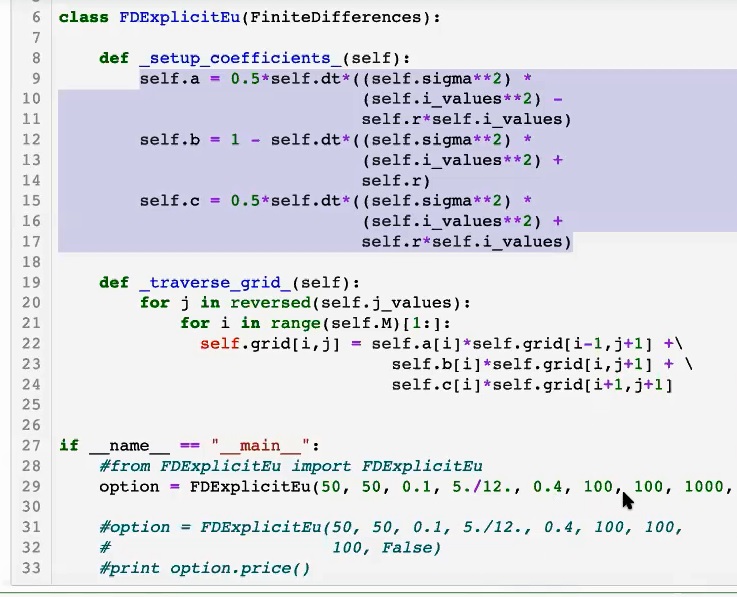 6 class FDExplicitEu(FiniteDifferences):
7
8     def _setup_coefficients_(self):
9         self.a = 0.5*self.dt*((self.sigma**2) *
10                               (self.i_values**2) -
11                               self.r*self.i_values)
12         self.b = 1 - self.dt*((self.sigma**2) *
13                               (self.i_values**2) +
14                               self.r)
15         self.c = 0.5*self.dt*((self.sigma**2) *
16                               (self.i_values**2) +
17                               self.r*self.i_values)
18
19     def _traverse_grid_(self):
20         for j in reversed(self.j_values):
21             for i in range(self.M)[1:]:
22               self.grid[i,j] = self.a[i]*self.grid[i-1,j+1] +\
23                                  self.b[i]*self.grid[i,j+1] + \
24                                  self.c[i]*self.grid[i+1,j+1]
25
26
27 if __name__ == "__main__":
28     #from FDExplicitEu import FDExplicitEu
29     option = FDExplicitEu(50, 50, 0.1, 5./12., 0.4, 100, 100, 1000,
30
31     #option = FDExplicitEu(50, 50, 0.1, 5./12., 0.4, 100, 100,
32     #                       100, False)
33     #print option.price()